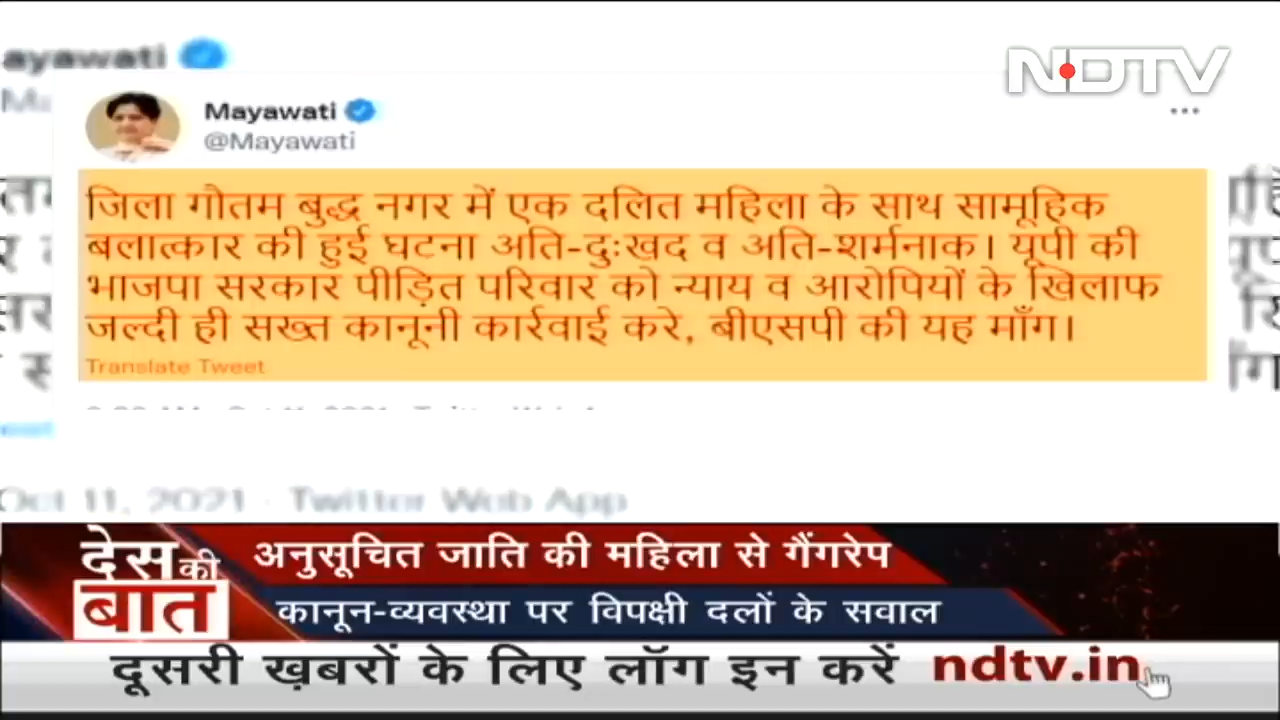 ayawati
NDTV
Mayawati
@Mayawati
जिला गौतम बुद्ध नगर में एक दलित महिला के साथ सामूहिक
बलात्कार की हुई घटना अति-दुःखद व अति-शर्मनाक। यूपी की
भाजपा सरकार पीड़ित परिवार को न्याय व आरोपियों के खिलाफ
जल्दी ही सख्त कानूनी कार्रवाई करे, बीएसपी की यह माँग।
Translate Tweet
Oct 11, 2021 · Twitter Web App
देस की
बात
अनुसूचित जाति की महिला से गैंगरेप
कानून-व्यवस्था पर विपक्षी दलों के सवाल
दूसरी ख़बरों के लिए लॉग इन करें ndtv.in